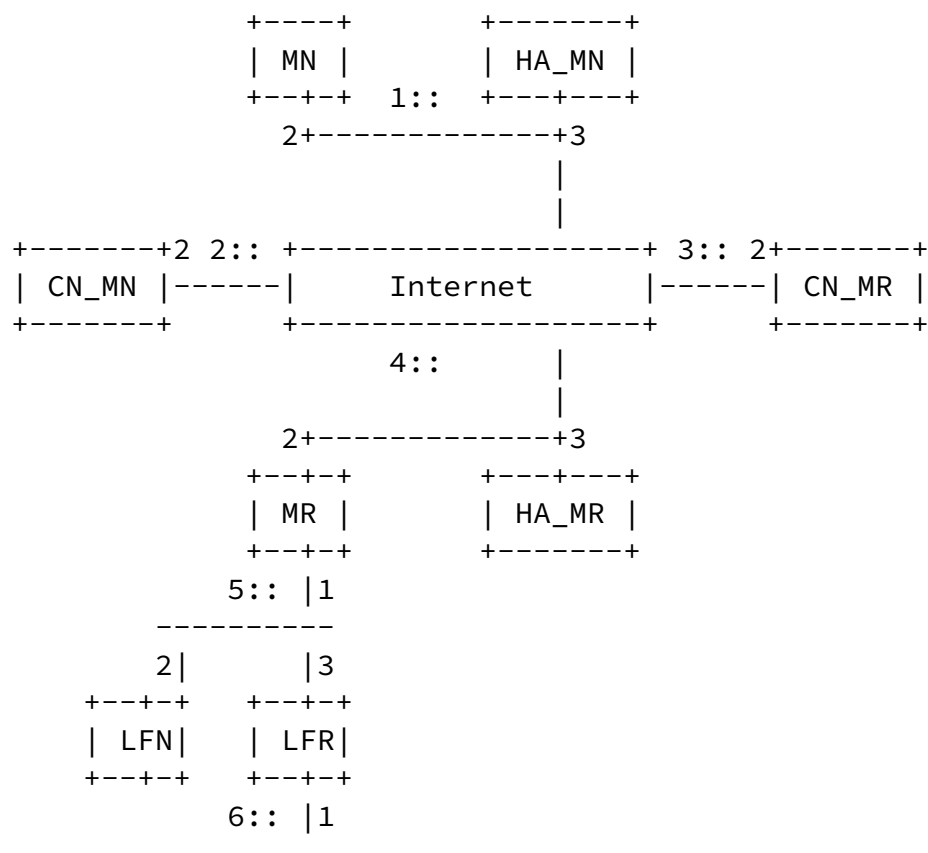 +----+       +-------+
              | MN |       | HA_MN |
              +--+-+  1::  +---+---+
                2+-------------+3
                               |
                               |
 +-------+2 2:: +-------------------+ 3:: 2+-------+
 | CN_MN |------|     Internet      |------| CN_MR |
 +-------+      +-------------------+      +-------+
                      4::      |
                               |
                2+-------------+3
              +--+-+       +---+---+
              | MR |       | HA_MR |
              +--+-+       +-------+
             5:: |1
         ----------
         2|      |3
     +--+-+   +--+-+
     | LFN|   | LFR|
     +--+-+   +--+-+
             6:: |1